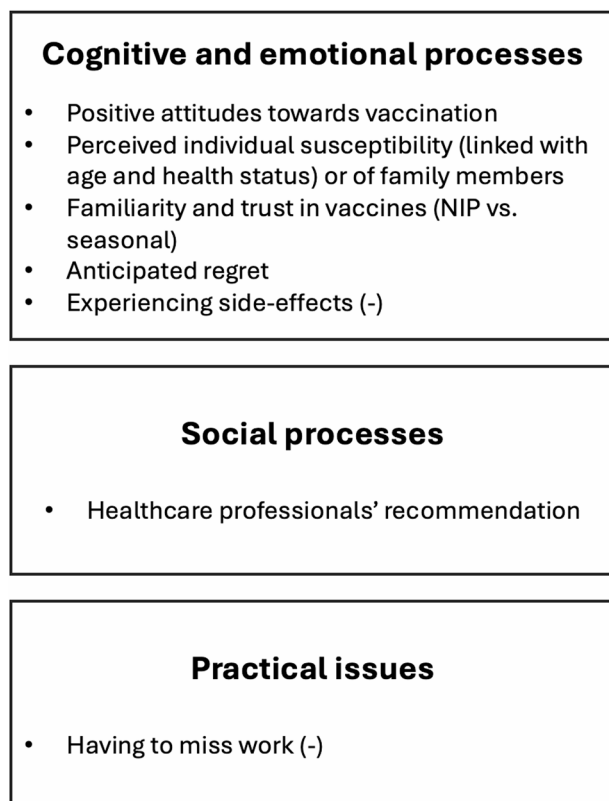 Cognitive and emotional processes
• Positive attitudes towards vaccination
• Perceived individual susceptibility (linked with
age and health status) or of family members
• Familiarity and trust in vaccines (NIP vs.
seasonal)
• Anticipated regret
• Experiencing side-effects (-)
Social processes
• Healthcare professionals’ recommendation
Practical issues
• Having to miss work (-)